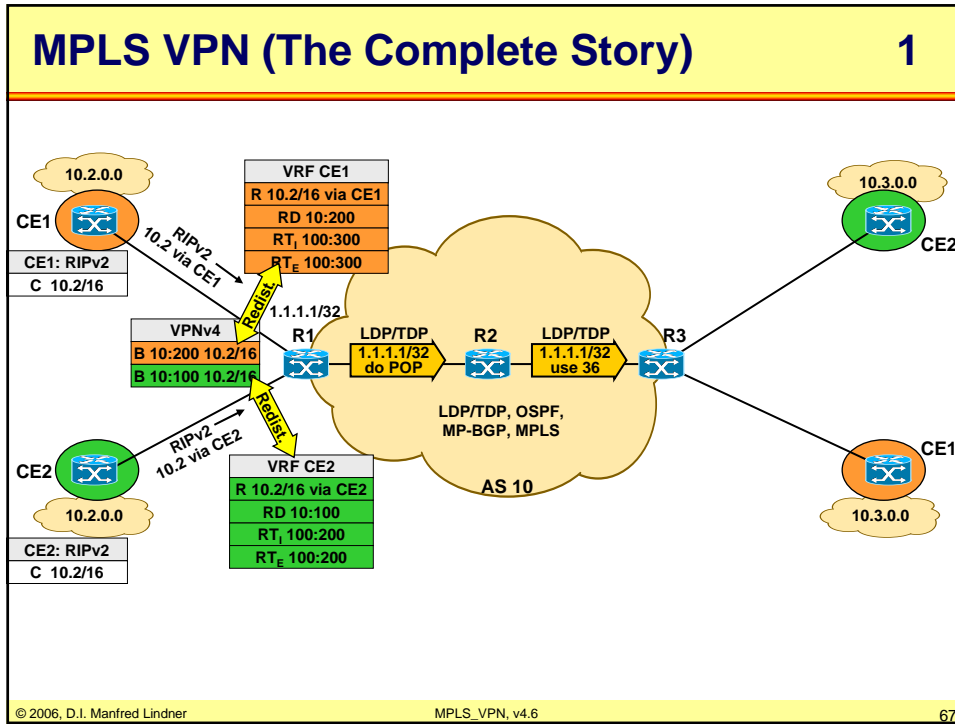 MPLS VPN (The Complete Story) 1
10.2.0.0
CE1
CE1: RIPv2
C 10.2/16
RIPv2
10.2 via CE1
VRF CE1
R 10.2/16 via CE1
RD 10:200
RTI 100:300
RTE 100:300
Redist.
1.1.1.1/32
VPNv4
B 10:200 10.2/16
B 10:100 10.2/16
R1
LDP/TDP
1.1.1.1/32
do POP
R2
LDP/TDP
1.1.1.1/32
use 36
R3
10.3.0.0
CE2
Redist.
RIPv2
10.2 via CE2
CE2
10.2.0.0
CE2: RIPv2
C 10.2/16
VRF CE2
R 10.2/16 via CE2
RD 10:100
RTI 100:200
RTE 100:200
LDP/TDP, OSPF,
MP-BGP, MPLS
AS 10
CE1
10.3.0.0
© 2006, D.I. Manfred Lindner
MPLS_VPN, v4.6
67